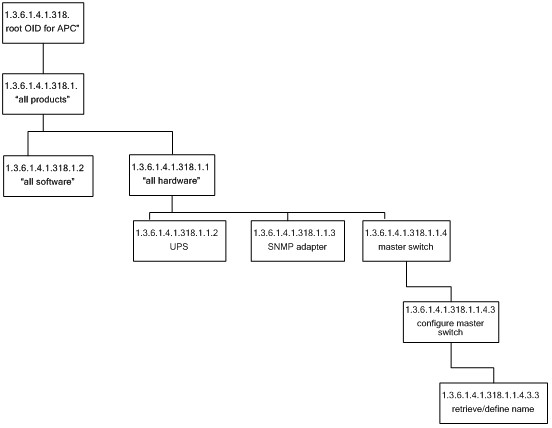 1.3.6.1.4.1.318.
root OID for APC"
1.3.6.1.4.1.318.1.
"all products"
1.3.6.1.4.1.318.1.2
"all software"
1.3.6.1.4.1.318.1.1
"all hardware"
1.3.6.1.4.1.318.1.1.2
UPS
1.3.6.1.4.1.318.1.1.3
SNMP adapter
1.3.6.1.4.1.318.1.1.4
master switch
1.3.6.1.4.1.318.1.1.4.3
configure master
switch
1.3.6.1.4.1.318.1.1.4.3.3
retrieve/define name